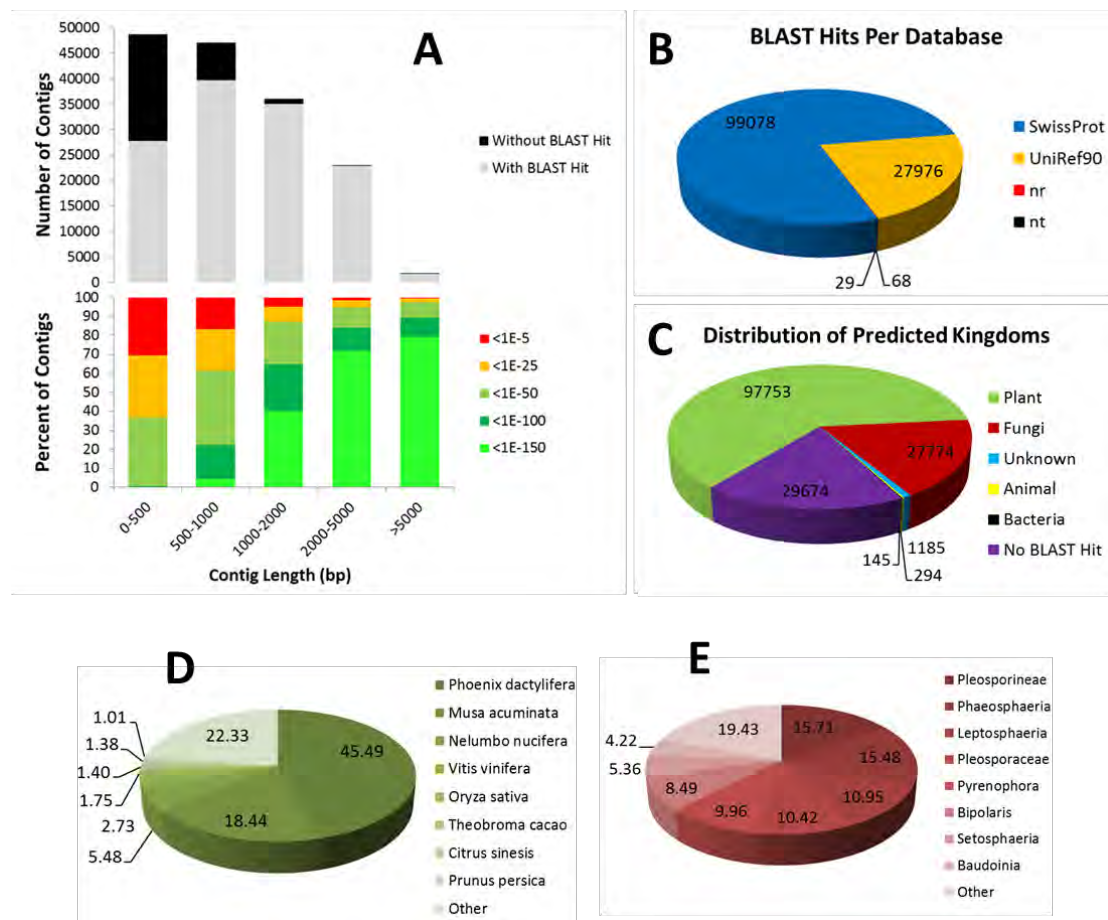 A
50000
45000
40000
35000
30000
25000
20000
15000
10000
5000
0
Number of Contigs
Without BLAST Hit
With BLAST Hit
100
90
80
70
60
50
40
30
20
10
0
Percent of Contigs
<1E-5
<1E-25
<1E-50
<1E-100
<1E-150
0-500
500-1000
1000-2000
2000-5000
>5000
Contig Length (bp)
B
BLAST Hits Per Database
99078
27976
29
68
SwissProt
UniRef90
nr
nt
C
Distribution of Predicted Kingdoms
97753
27774
29674
145
1185
294
Plant
Fungi
Unknown
Animal
Bacteria
No BLAST Hit
D
1.01
1.38
1.40
1.75
2.73
5.48
22.33
45.49
18.44
Phoenix dactylifera
Musa acuminata
Nelumbo nucifera
Vitis vinifera
Oryza sativa
Theobroma cacao
Citrus sinesis
Prunus persica
Other
E
4.22
5.36
19.43
15.71
15.48
10.95
10.42
9.96
8.49
Pleosporineae
Phaeosphaeria
Leptosphaeria
Pleosporaceae
Pyrenophora
Bipolaris
Setosphaeria
Baudoinia
Other